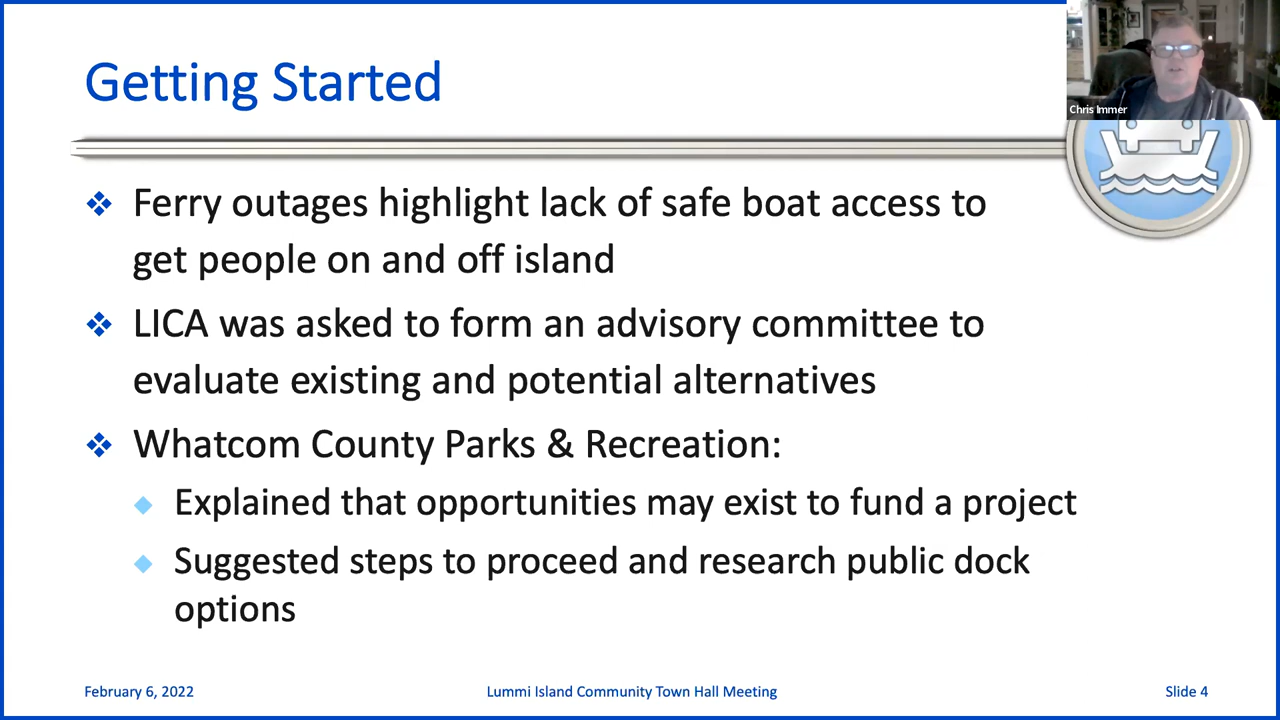 Getting Started
Chris Immer
Ferry outages highlight lack of safe boat access to
get people on and off island
LICA was asked to form an advisory committee to
evaluate existing and potential alternatives
Whatcom County Parks & Recreation:
Explained that opportunities may exist to fund a project
Suggested steps to proceed and research public dock
options
February 6, 2022
Lummi Island Community Town Hall Meeting
Slide 4